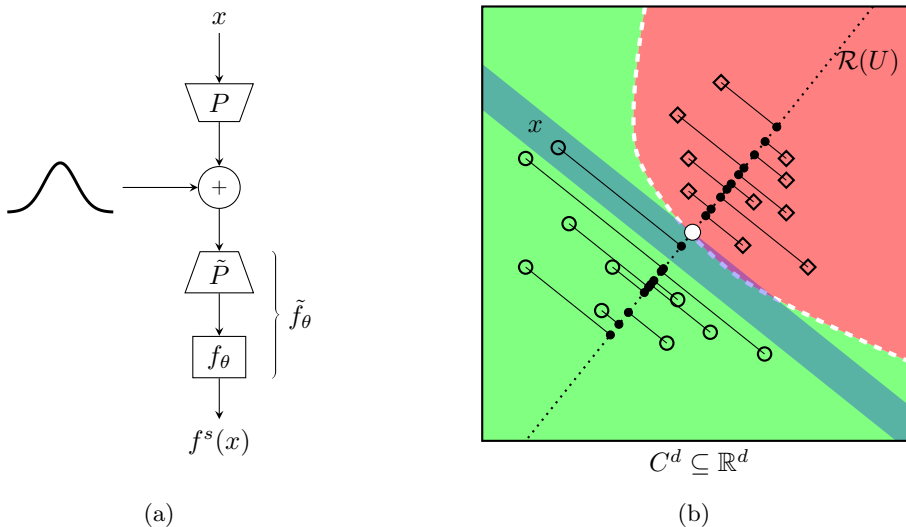 x
P
+
P̃
f̃_θ
f_θ
f^s(x)
(a)
R(U)
x
C^d ⊆ ℝ^d
(b)